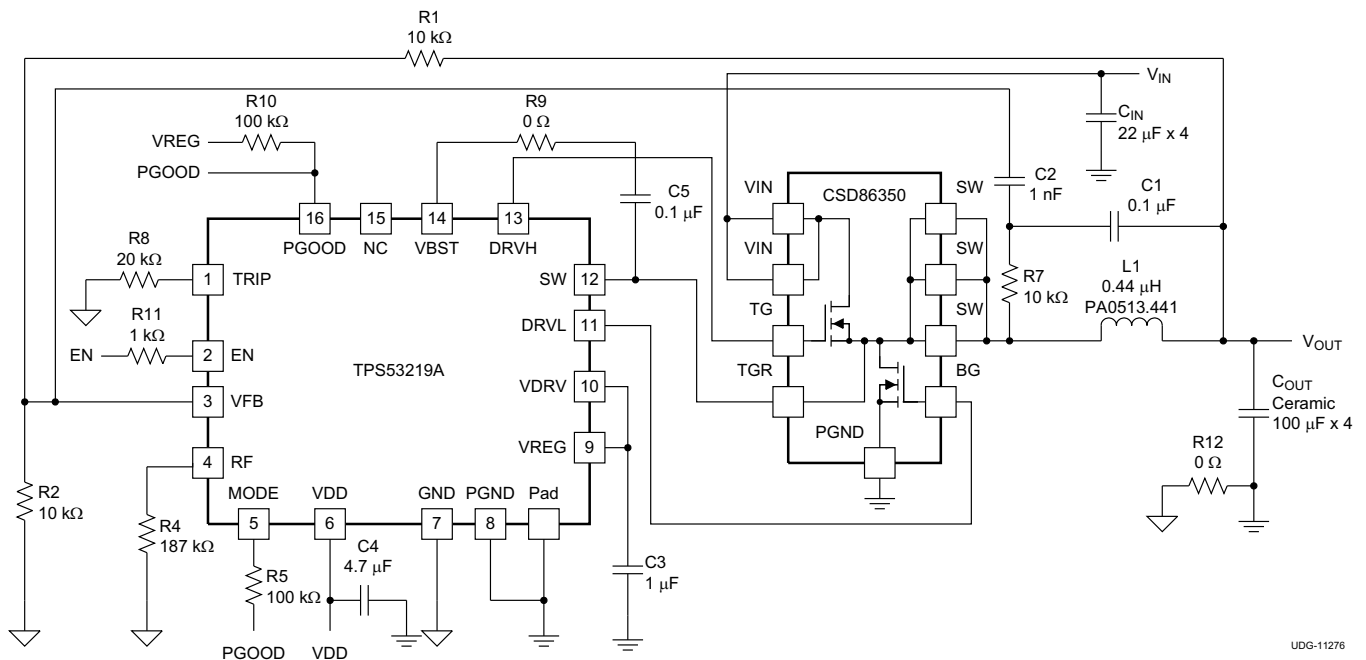 R1
10 kΩ
VIN
CIN
22 µF x 4
R10
100 kΩ
R9
0 Ω
VREG
PGOOD
C5
0.1 µF
VIN
CSD86350
SW
C2
1 nF
C1
0.1 µF
16
15
14
13
PGOOD
NC
VBST
DRVH
VIN
SW
R8
20 kΩ
1
TRIP
SW
12
R7
10 kΩ
L1
0.44 µH
PA0513.441
TG
SW
R11
1 kΩ
DRVL
11
EN
2
EN
VOUT
TPS53219A
TGR
BG
3
VFB
VDRV
10
COUT
Ceramic
100 µF x 4
PGND
VREG
9
4
RF
R12
0 Ω
R2
10 kΩ
MODE
VDD
GND
PGND
Pad
R4
187 kΩ
5
6
7
8
C4
4.7 µF
C3
1 µF
R5
100 kΩ
PGOOD
VDD
UDG-11276